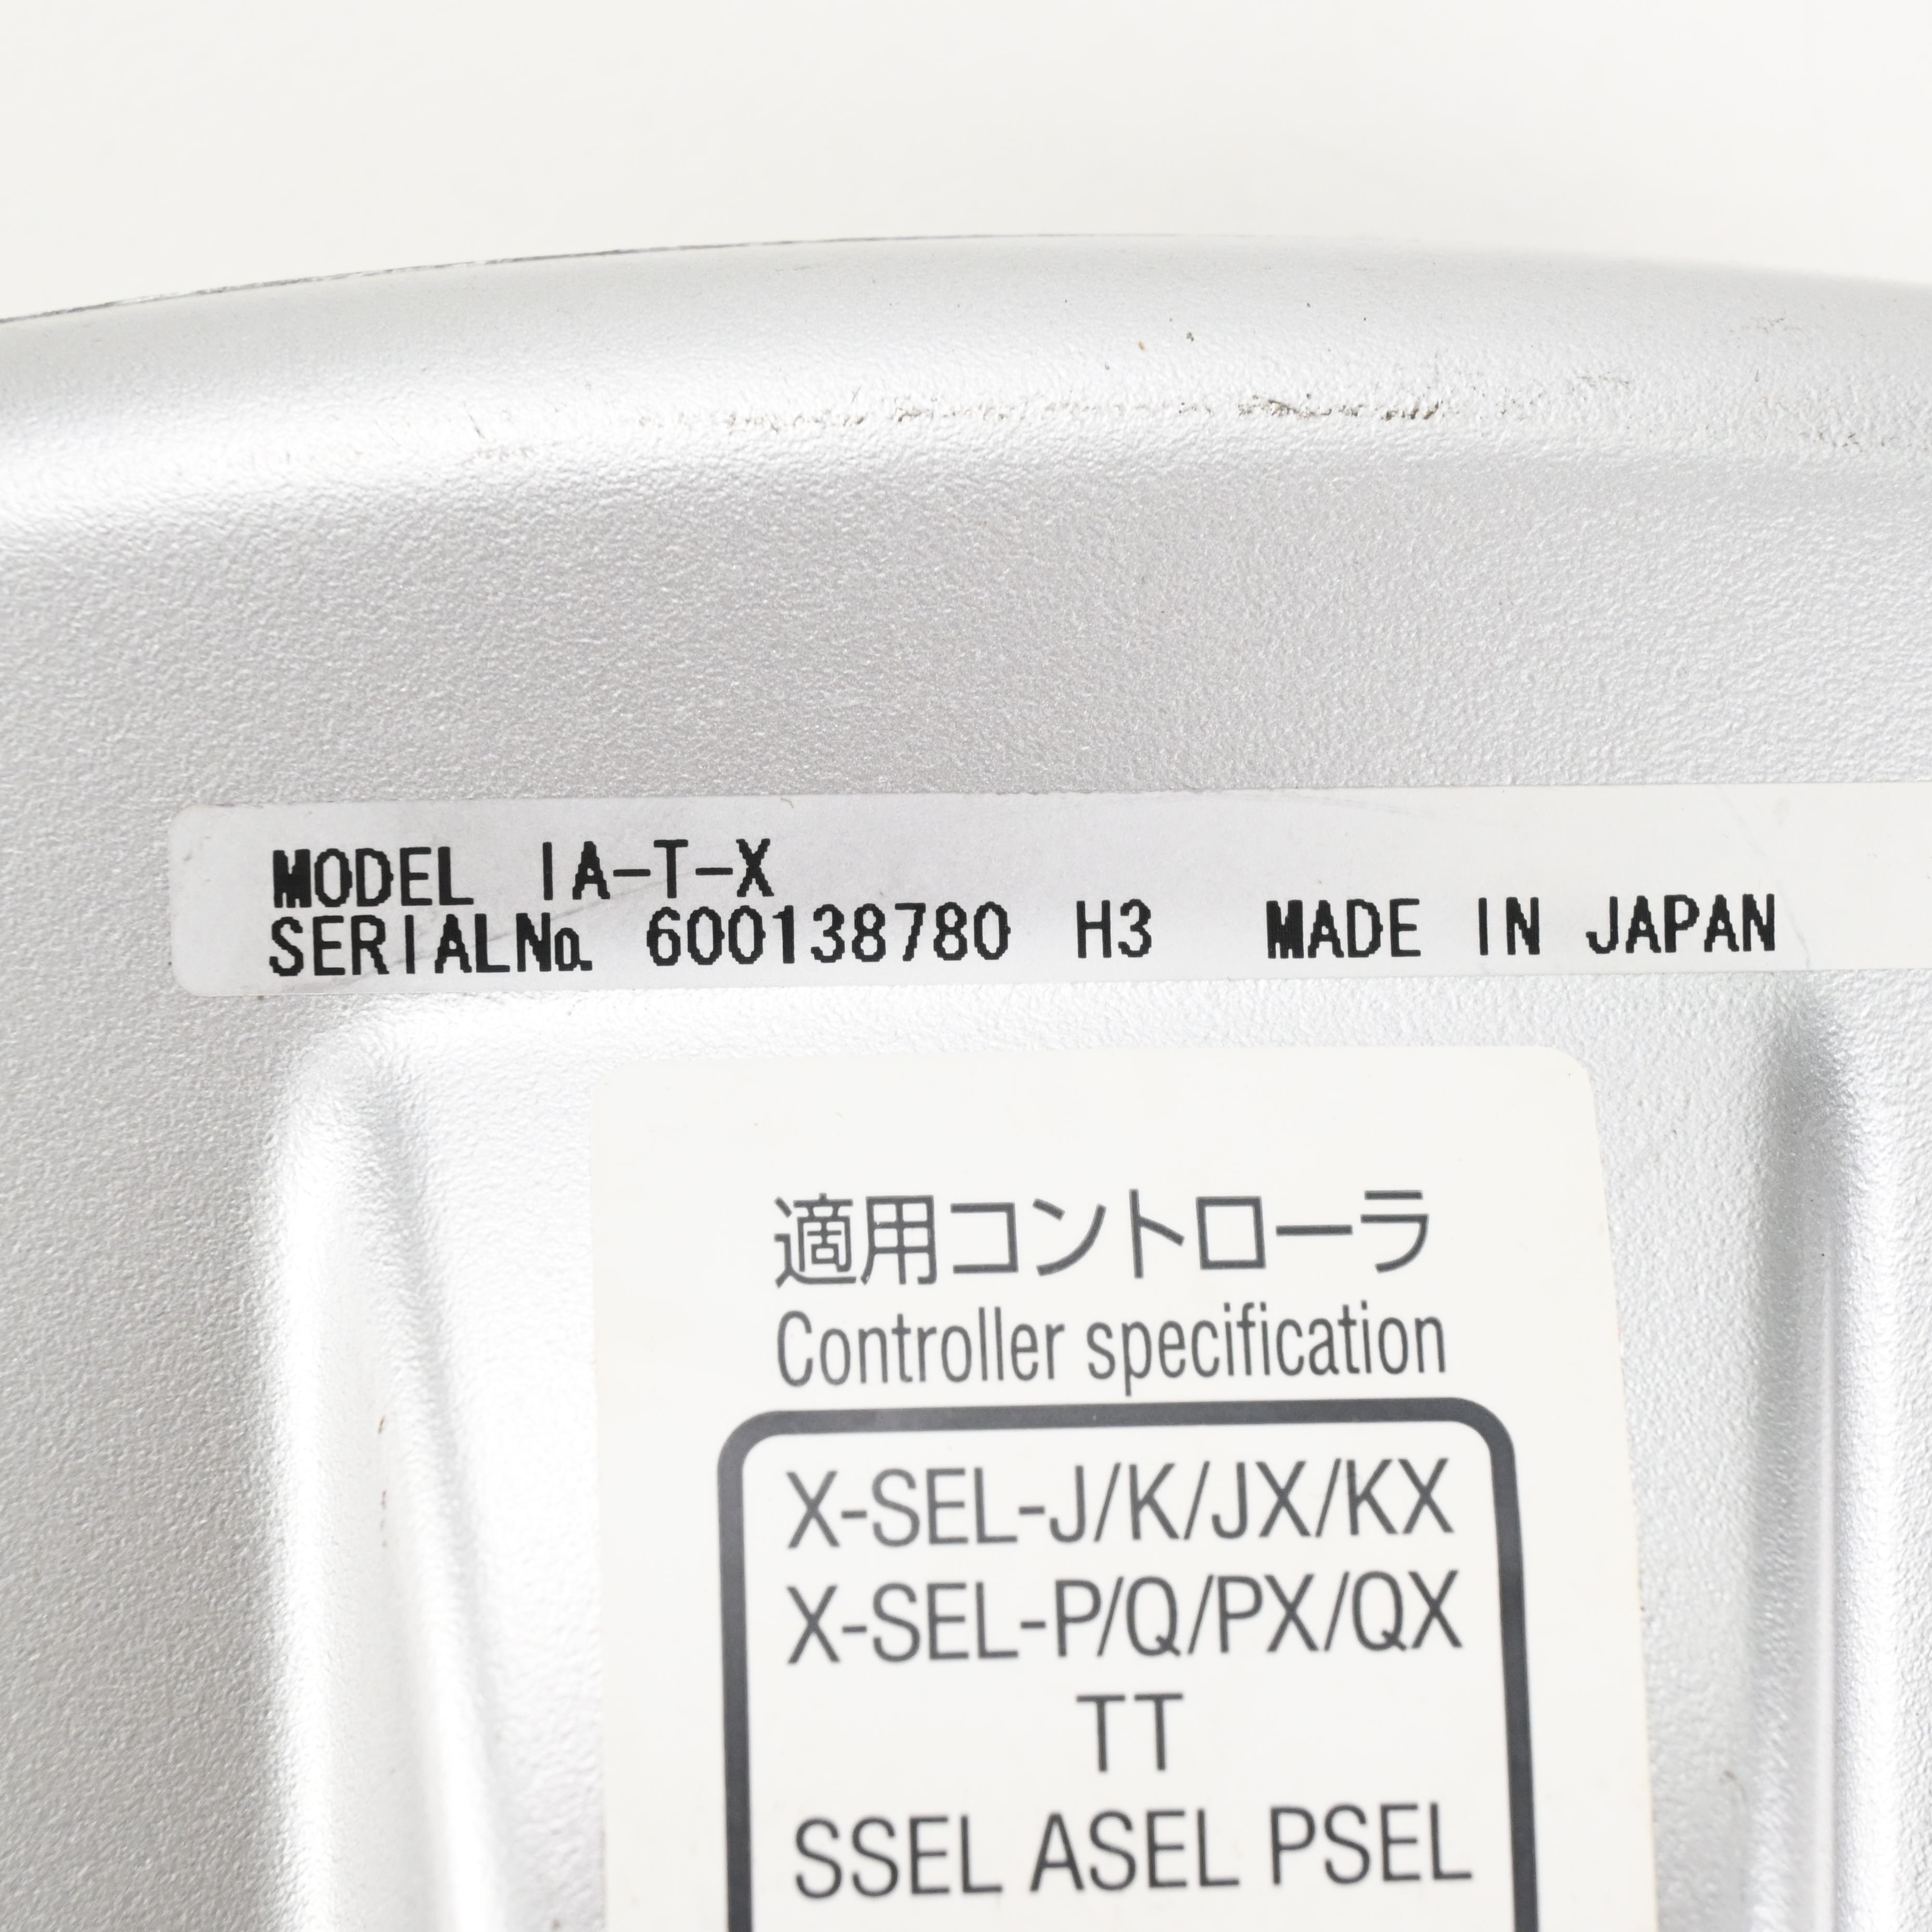 MODEL IA-T-X
SERIALNo. 600138780 H3 MADE IN JAPAN
適用コントローラ
Controller specification
X-SEL-J/K/JX/KX
X-SEL-P/Q/PX/QX
TT
SSEL ASEL PSEL